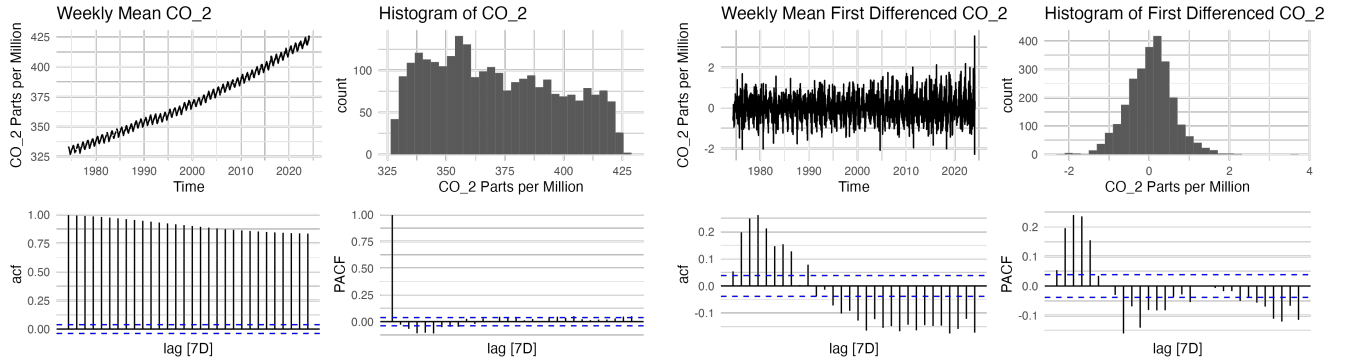 Weekly Mean CO_2
CO_2 Parts per Million
425
400
375
350
325
1980
1990
2000
2010
2020
Time
Histogram of CO_2
count
100
50
0
325
350
375
400
425
CO_2 Parts per Million
Weekly Mean First Differenced CO_2
CO_2 Parts per Million
2
0
-2
1980
1990
2000
2010
2020
Time
Histogram of First Differenced CO_2
count
400
300
200
100
0
-2
0
2
4
CO_2 Parts per Million
acf
1.00
0.75
0.50
0.25
0.00
lag [7D]
PACF
1.00
0.75
0.50
0.25
0.00
lag [7D]
acf
0.2
0.1
0.0
-0.1
lag [7D]
PACF
0.2
0.1
0.0
-0.1
lag [7D]